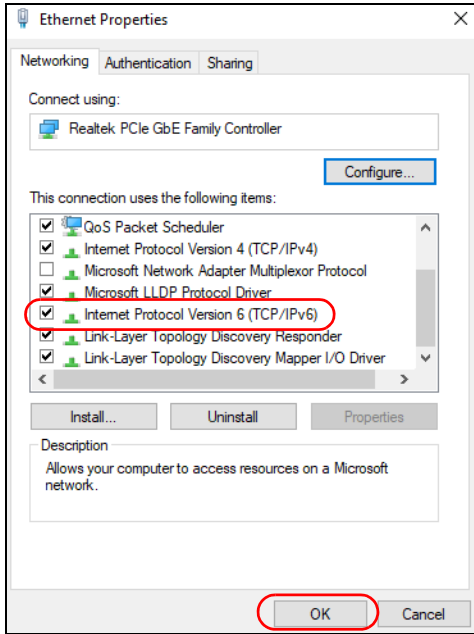 Ethernet Properties
Networking Authentication Sharing
Connect using:
Realtek PCIe GbE Family Controller
Configure...
This connection uses the following items:
QoS Packet Scheduler
Internet Protocol Version 4 (TCP/IPv4)
Microsoft Network Adapter Multiplexor Protocol
Microsoft LLDP Protocol Driver
Internet Protocol Version 6 (TCP/IPv6)
Link-Layer Topology Discovery Responder
Link-Layer Topology Discovery Mapper I/O Driver
Install... Uninstall Properties
Description
Allows your computer to access resources on a Microsoft
network.
OK Cancel